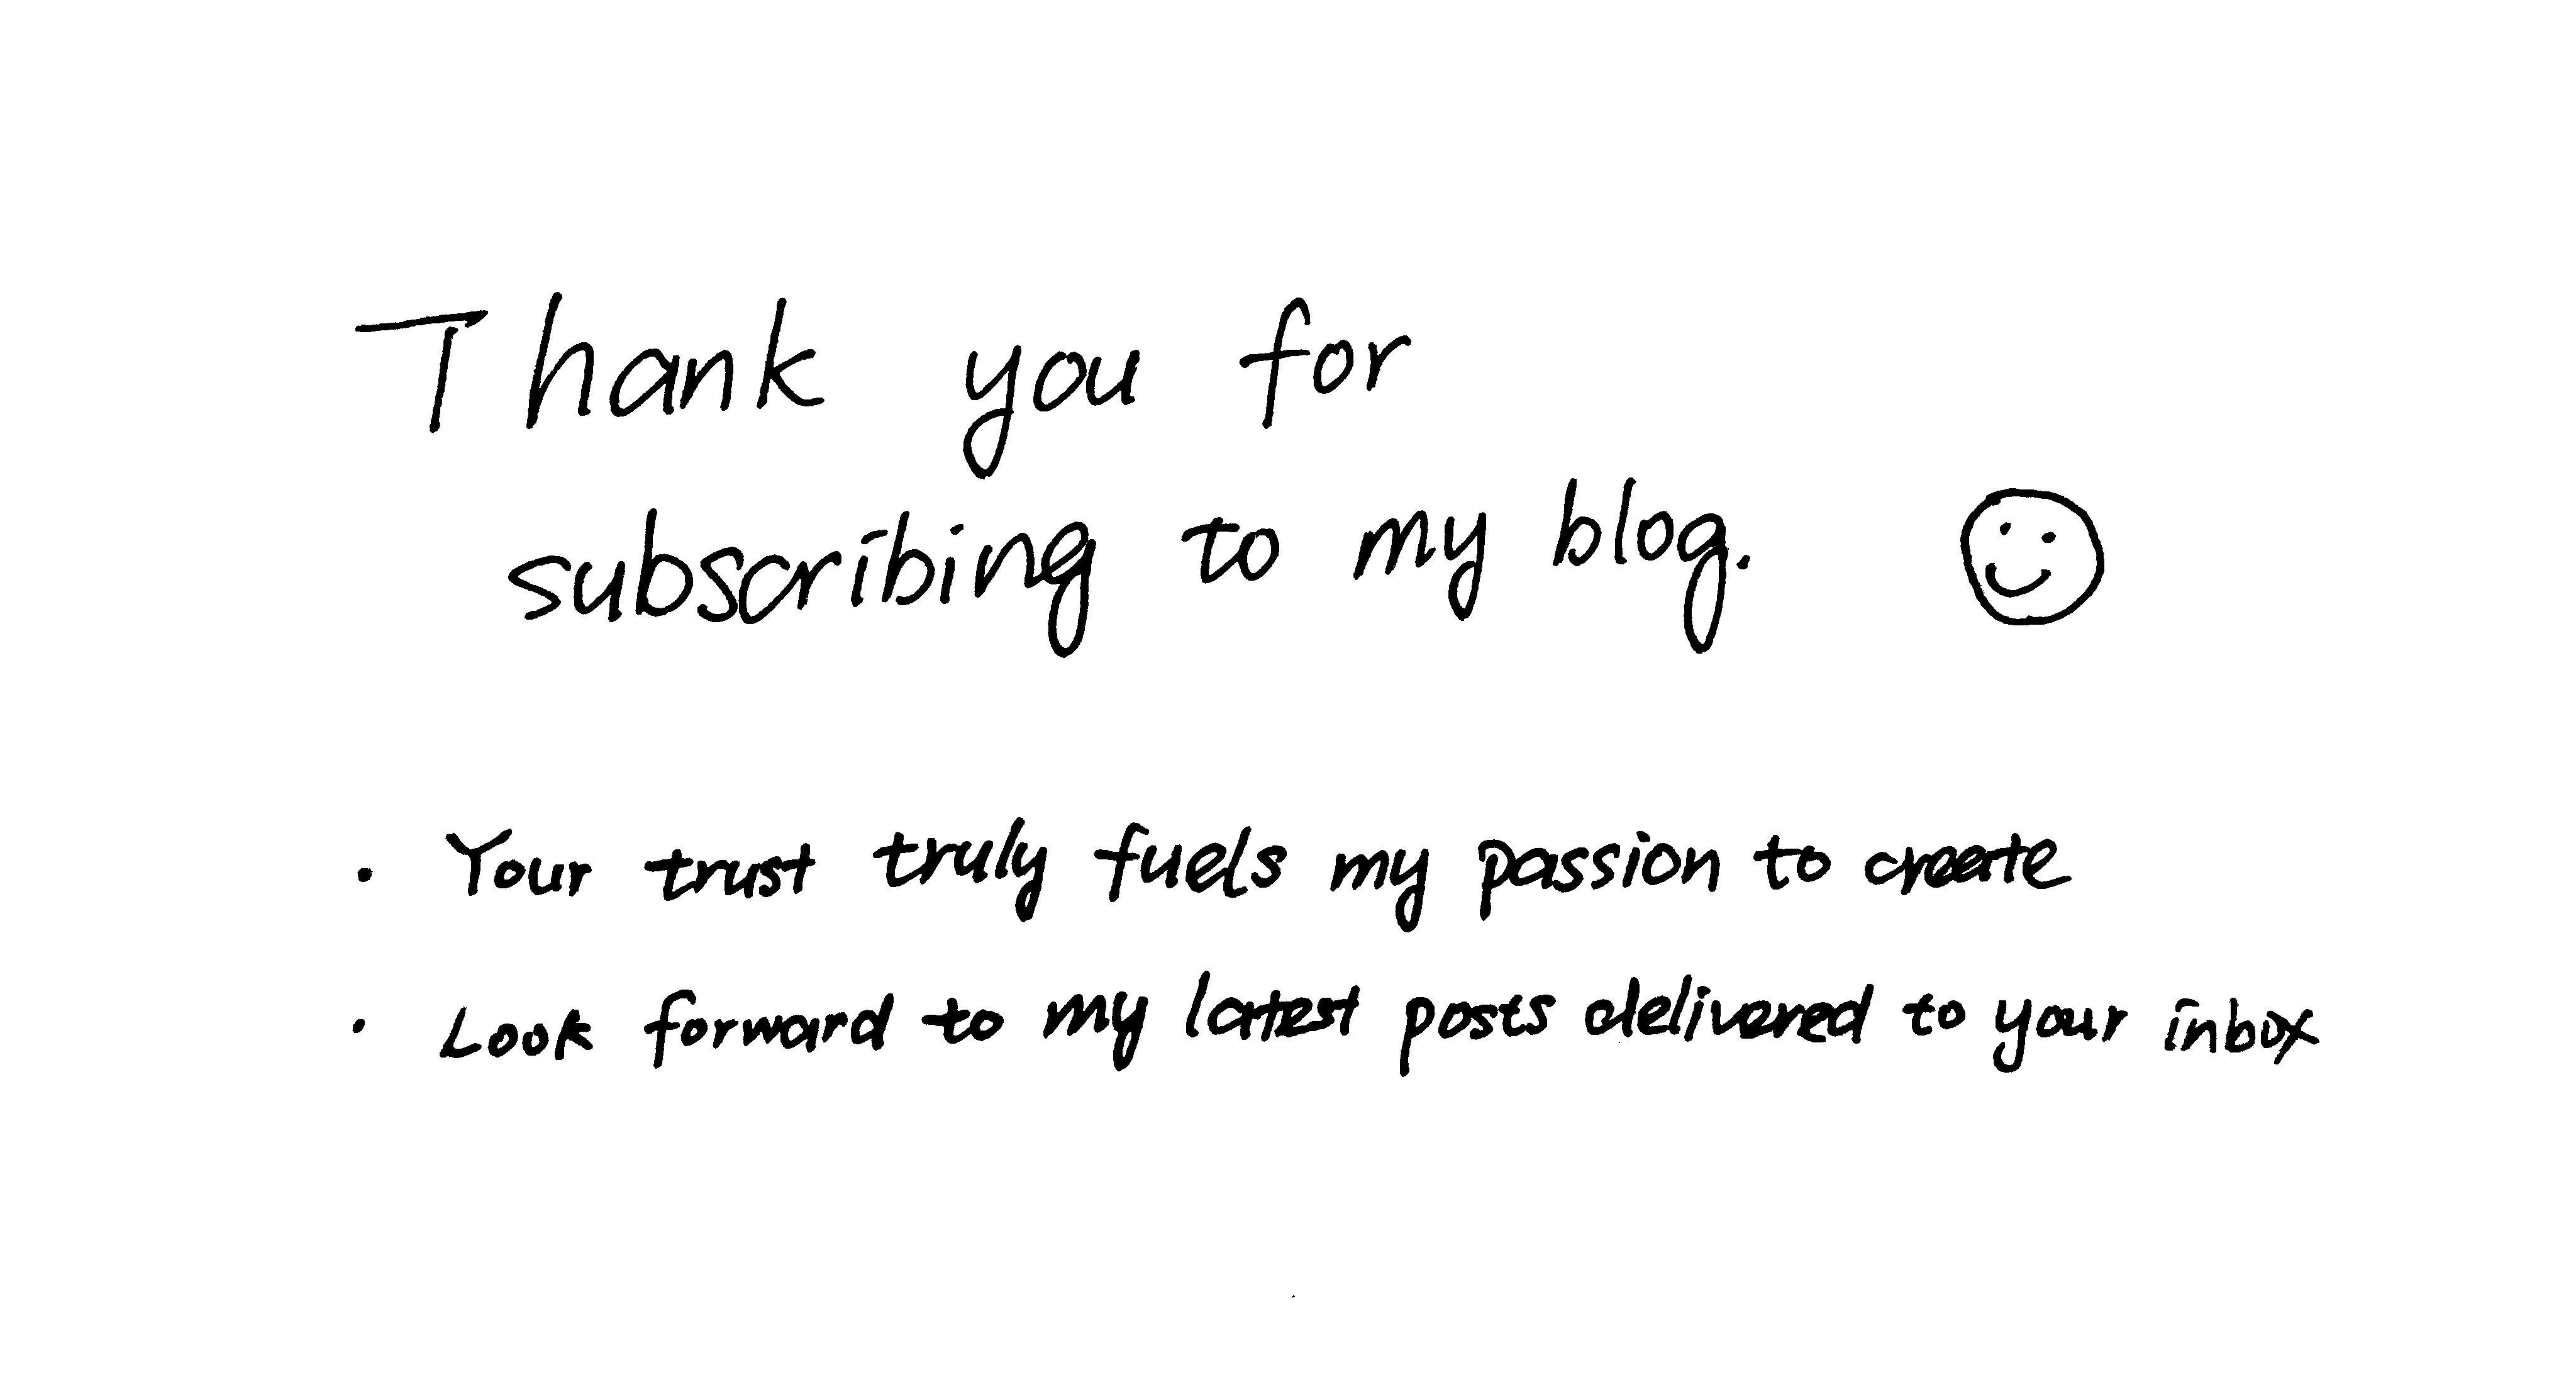 Thank you for
subscribing to my blog.
· Your trust truly fuels my passion to create
· Look forward to my latest posts delivered to your inbox